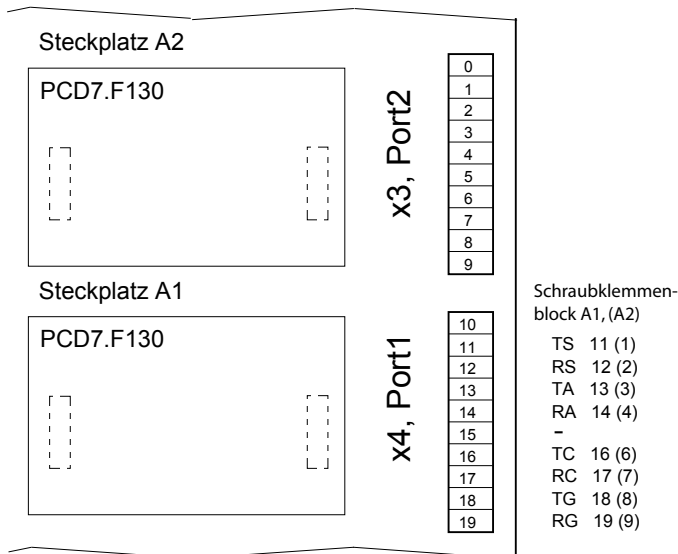 Steckplatz A2
PCD7.F130
x3, Port2
0
1
2
3
4
5
6
7
8
9
Steckplatz A1
PCD7.F130
x4, Port1
10
11
12
13
14
15
16
17
18
19
Schraubklemmen-
block A1, (A2)
TS 11 (1)
RS 12 (2)
TA 13 (3)
RA 14 (4)
–
TC 16 (6)
RC 17 (7)
TG 18 (8)
RG 19 (9)